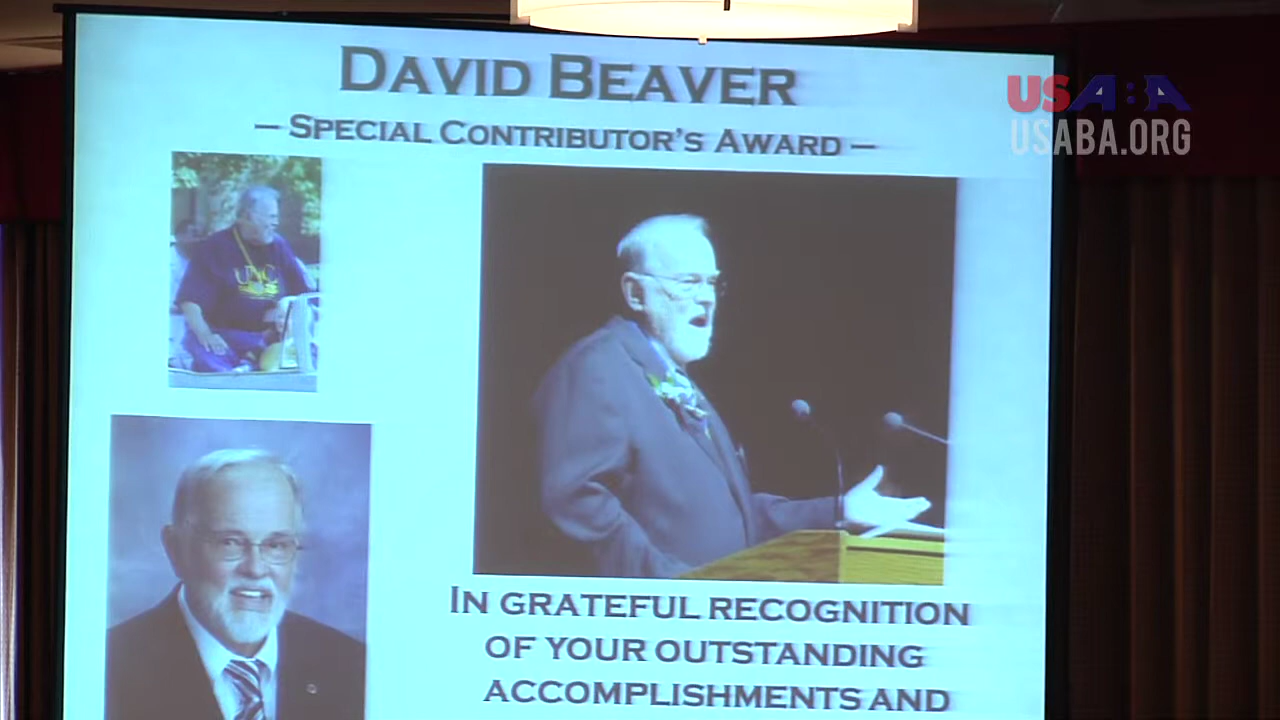 DAVID BEAVER
– SPECIAL CONTRIBUTOR'S AWARD –
USABA
USABA.ORG
IN GRATEFUL RECOGNITION
OF YOUR OUTSTANDING
ACCOMPLISHMENTS AND